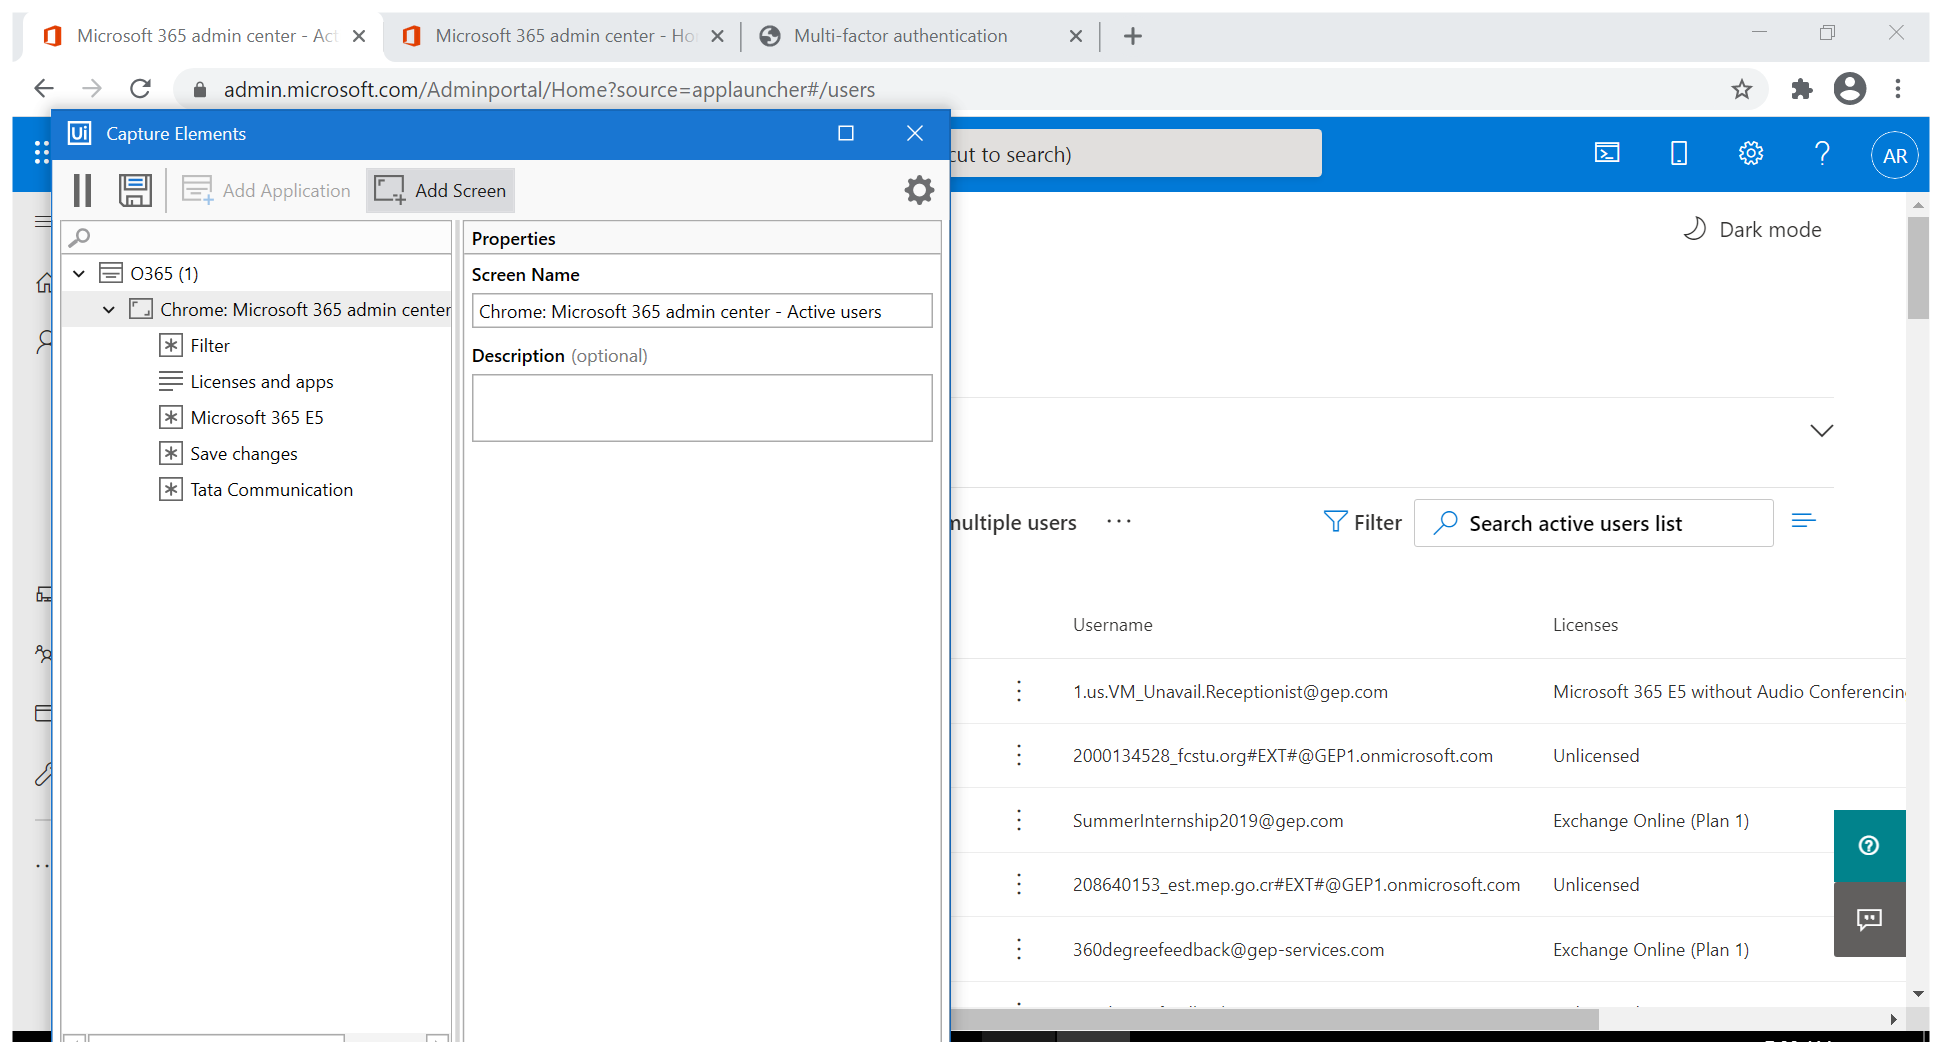 Microsoft 365 admin center - Act
Microsoft 365 admin center - Ho
Multi-factor authentication
admin.microsoft.com/Adminportal/Home?source=applauncher#/users
Ui Capture Elements
cut to search)
AR
Add Application
Add Screen
Dark mode
Properties
O365 (1)
Screen Name
Chrome: Microsoft 365 admin center
Chrome: Microsoft 365 admin center - Active users
Filter
Description (optional)
Licenses and apps
Microsoft 365 E5
Save changes
Tata Communication
multiple users
Filter
Search active users list
Username
Licenses
1.us.VM_Unavail.Receptionist@gep.com
Microsoft 365 E5 without Audio Conferencin
2000134528_fcstu.org#EXT#@GEP1.onmicrosoft.com
Unlicensed
SummerInternship2019@gep.com
Exchange Online (Plan 1)
208640153_est.mep.go.cr#EXT#@GEP1.onmicrosoft.com
Unlicensed
360degreefeedback@gep-services.com
Exchange Online (Plan 1)